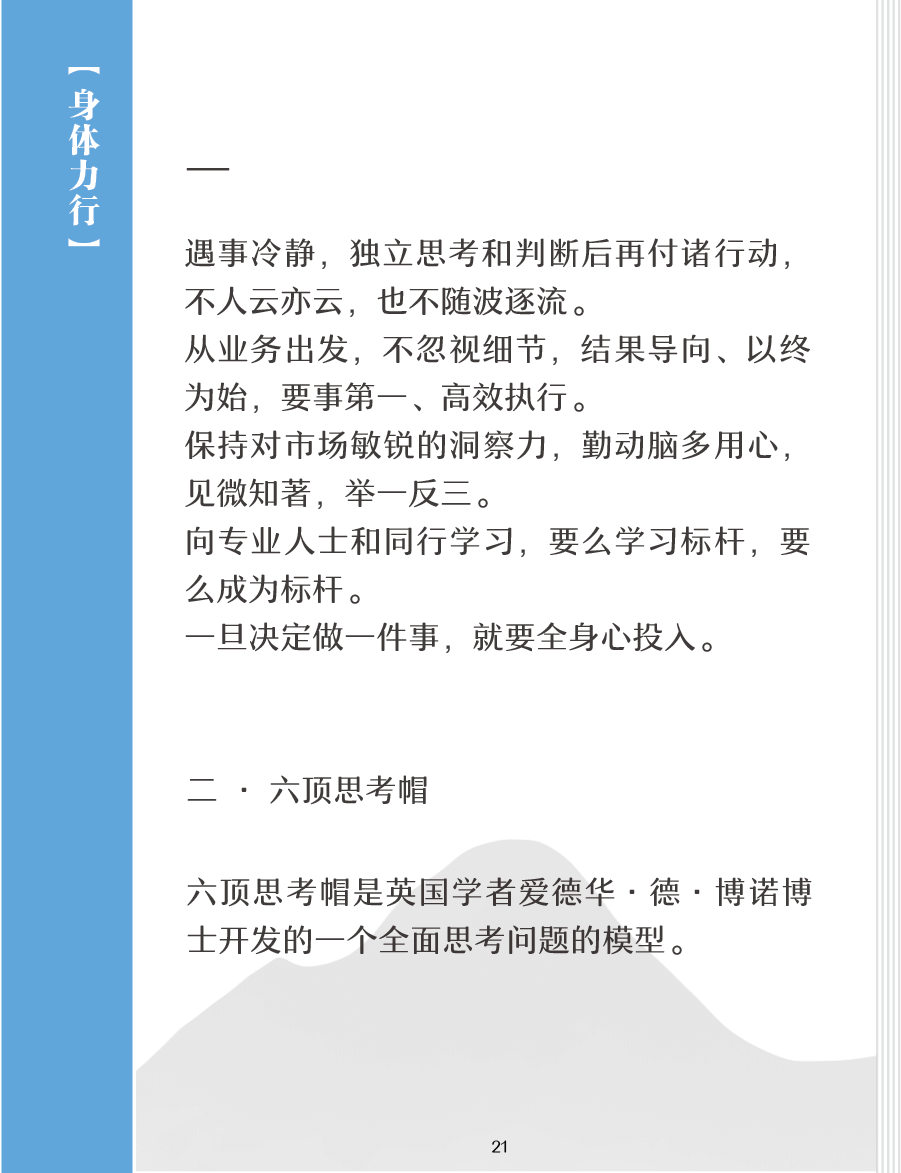 【身体力行】
一
遇事冷静，独立思考和判断后再付诸行动，
不人云亦云，也不随波逐流。
从业务出发，不忽视细节，结果导向、以终
为始，要事第一、高效执行。
保持对市场敏锐的洞察力，勤动脑多用心，
见微知著，举一反三。
向专业人士和同行学习，要么学习标杆，要
么成为标杆。
一旦决定做一件事，就要全身心投入。
二 · 六顶思考帽
六顶思考帽是英国学者爱德华·德·博诺博
士开发的一个全面思考问题的模型。
21